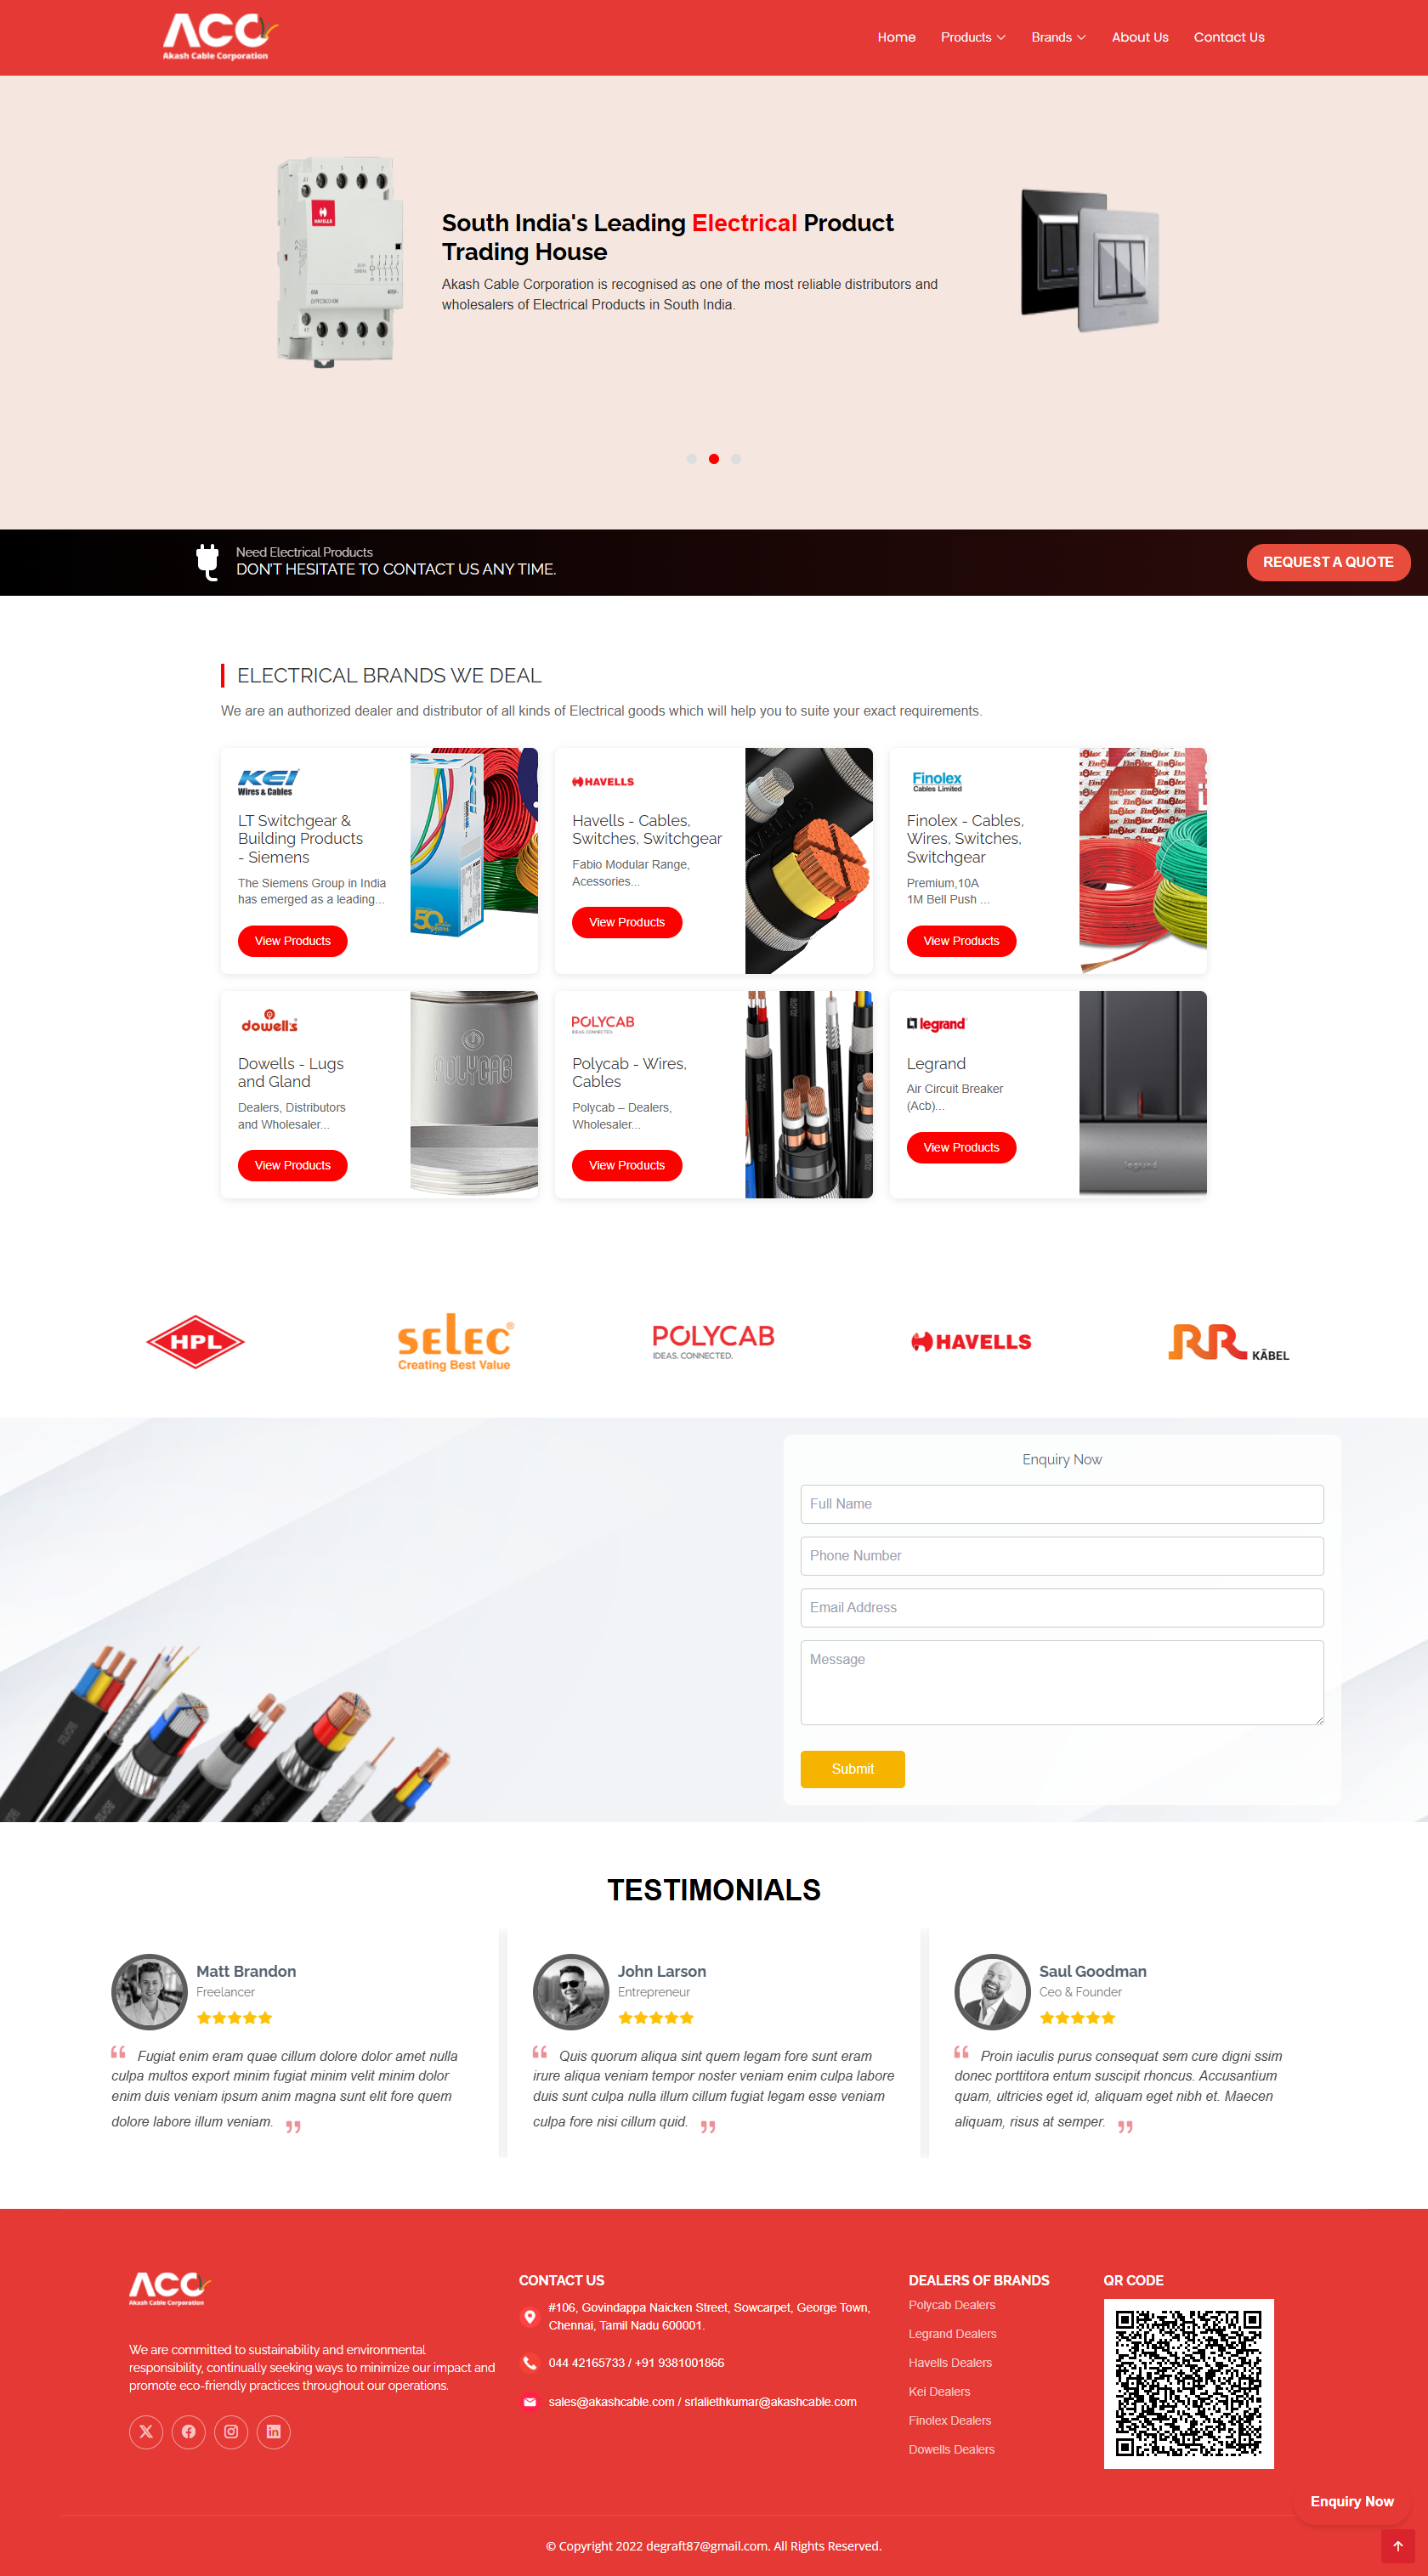 ACC
Akash Cable Corporation
Home Products Brands About Us Contact Us
HAVELLS
South India's Leading Electrical Product
Trading House
Akash Cable Corporation is recognised as one of the most reliable distributors and
wholesalers of Electrical Products in South India.
Need Electrical Products
DON'T HESITATE TO CONTACT US ANY TIME.
REQUEST A QUOTE
ELECTRICAL BRANDS WE DEAL
We are an authorized dealer and distributor of all kinds of Electrical goods which will help you to suite your exact requirements.
KEI
Wires & Cables
LT Switchgear &
Building Products
- Siemens
The Siemens Group in India
has emerged as a leading...
View Products
HAVELLS
Havells - Cables,
Switches, Switchgear
Fabio Modular Range,
Acessories...
View Products
Finolex
Cables Limited
Finolex - Cables,
Wires, Switches,
Switchgear
Premium,10A
1M Bell Push ...
View Products
dowell's
Dowells - Lugs
and Gland
Dealers, Distributors
and Wholesaler...
View Products
POLYCAB
POLYCAB
IDEAS. CONNECTED.
Polycab - Wires,
Cables
Polycab – Dealers,
Wholesaler...
View Products
legrand
Legrand
Air Circuit Breaker
(Acb)...
View Products
legrand
HPL
selec
Creating Best Value
POLYCAB
IDEAS. CONNECTED.
HAVELLS
RR KABEL
Enquiry Now
Full Name
Phone Number
Email Address
Message
Submit
TESTIMONIALS
Matt Brandon
Freelancer
Fugiat enim eram quae cillum dolore dolor amet nulla
culpa multos export minim fugiat minim velit minim dolor
enim duis veniam ipsum anim magna sunt elit fore quem
dolore labore illum veniam.
John Larson
Entrepreneur
Quis quorum aliqua sint quem legam fore sunt eram
irure aliqua veniam tempor noster veniam enim culpa labore
duis sunt culpa nulla illum cillum fugiat legam esse veniam
culpa fore nisi cillum quid.
Saul Goodman
Ceo & Founder
Proin iaculis purus consequat sem cure digni ssim
donec porttitora entum suscipit rhoncus. Accusantium
quam, ultricies eget id, aliquam eget nibh et. Maecen
aliquam, risus at semper.
ACC
Akash Cable Corporation
We are committed to sustainability and environmental
responsibility, continually seeking ways to minimize our impact and
promote eco-friendly practices throughout our operations.
CONTACT US
#106, Govindappa Naicken Street, Sowcarpet, George Town,
Chennai, Tamil Nadu 600001.
044 42165733 / +91 9381001866
sales@akashcable.com / srlaliethkumar@akashcable.com
DEALERS OF BRANDS
Polycab Dealers
Legrand Dealers
Havells Dealers
Kei Dealers
Finolex Dealers
Dowells Dealers
QR CODE
Enquiry Now
© Copyright 2022 degraft87@gmail.com. All Rights Reserved.